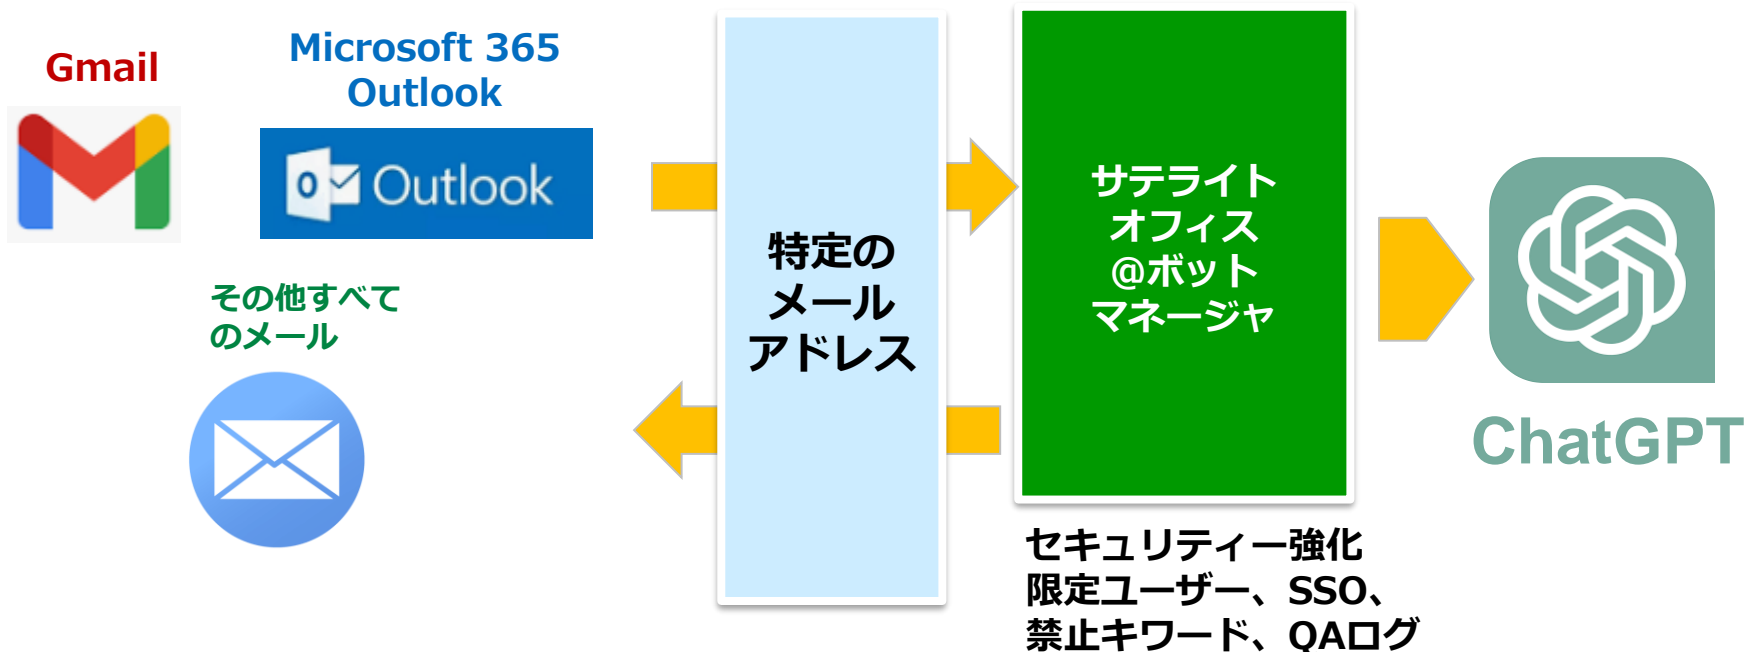 Gmail
Microsoft 365
Outlook
Outlook
その他すべて
のメール
特定の
メール
アドレス
サテライト
オフィス
@ボット
マネージャ
ChatGPT
セキュリティー強化
限定ユーザー、SSO、
禁止キワード、QAログ